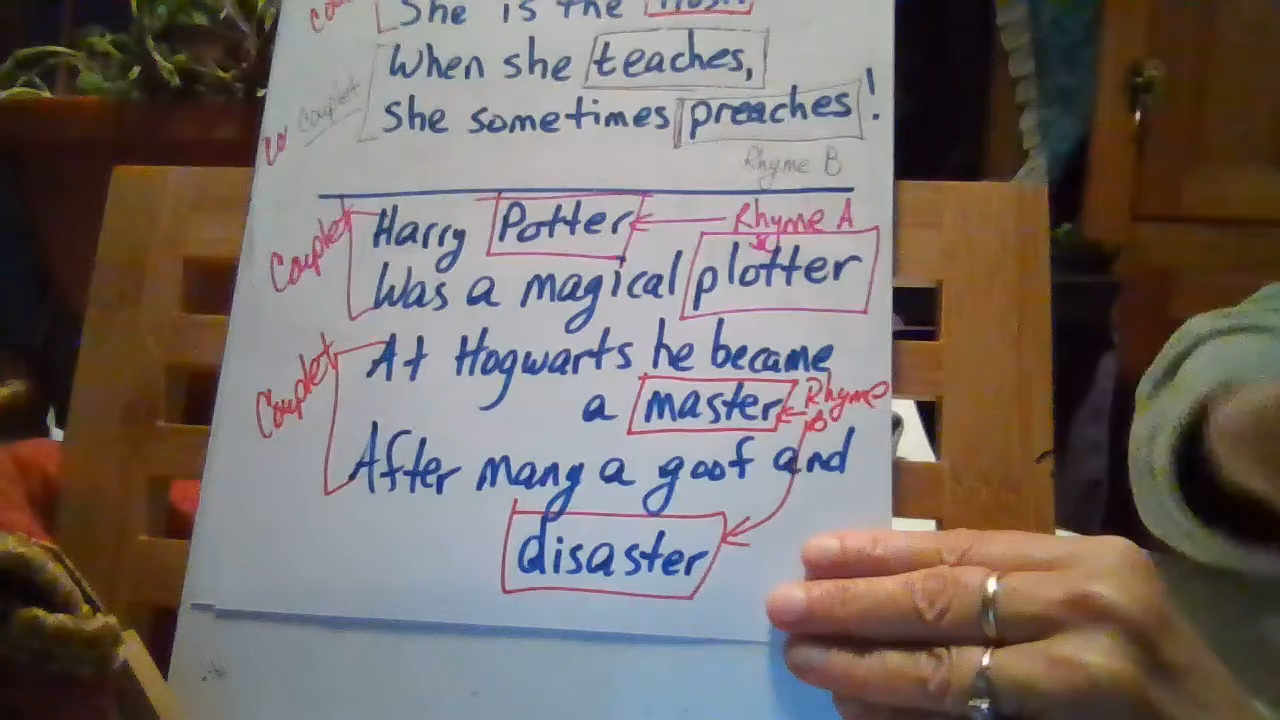 She is the
Couplet
When she teaches,
she sometimes preaches!
Rhyme B
Harry Potter
Rhyme A
Couplet
Was a magical plotter
Couplet
At Hogwarts he became
a master
Rhyme
B
After many a goof and
disaster